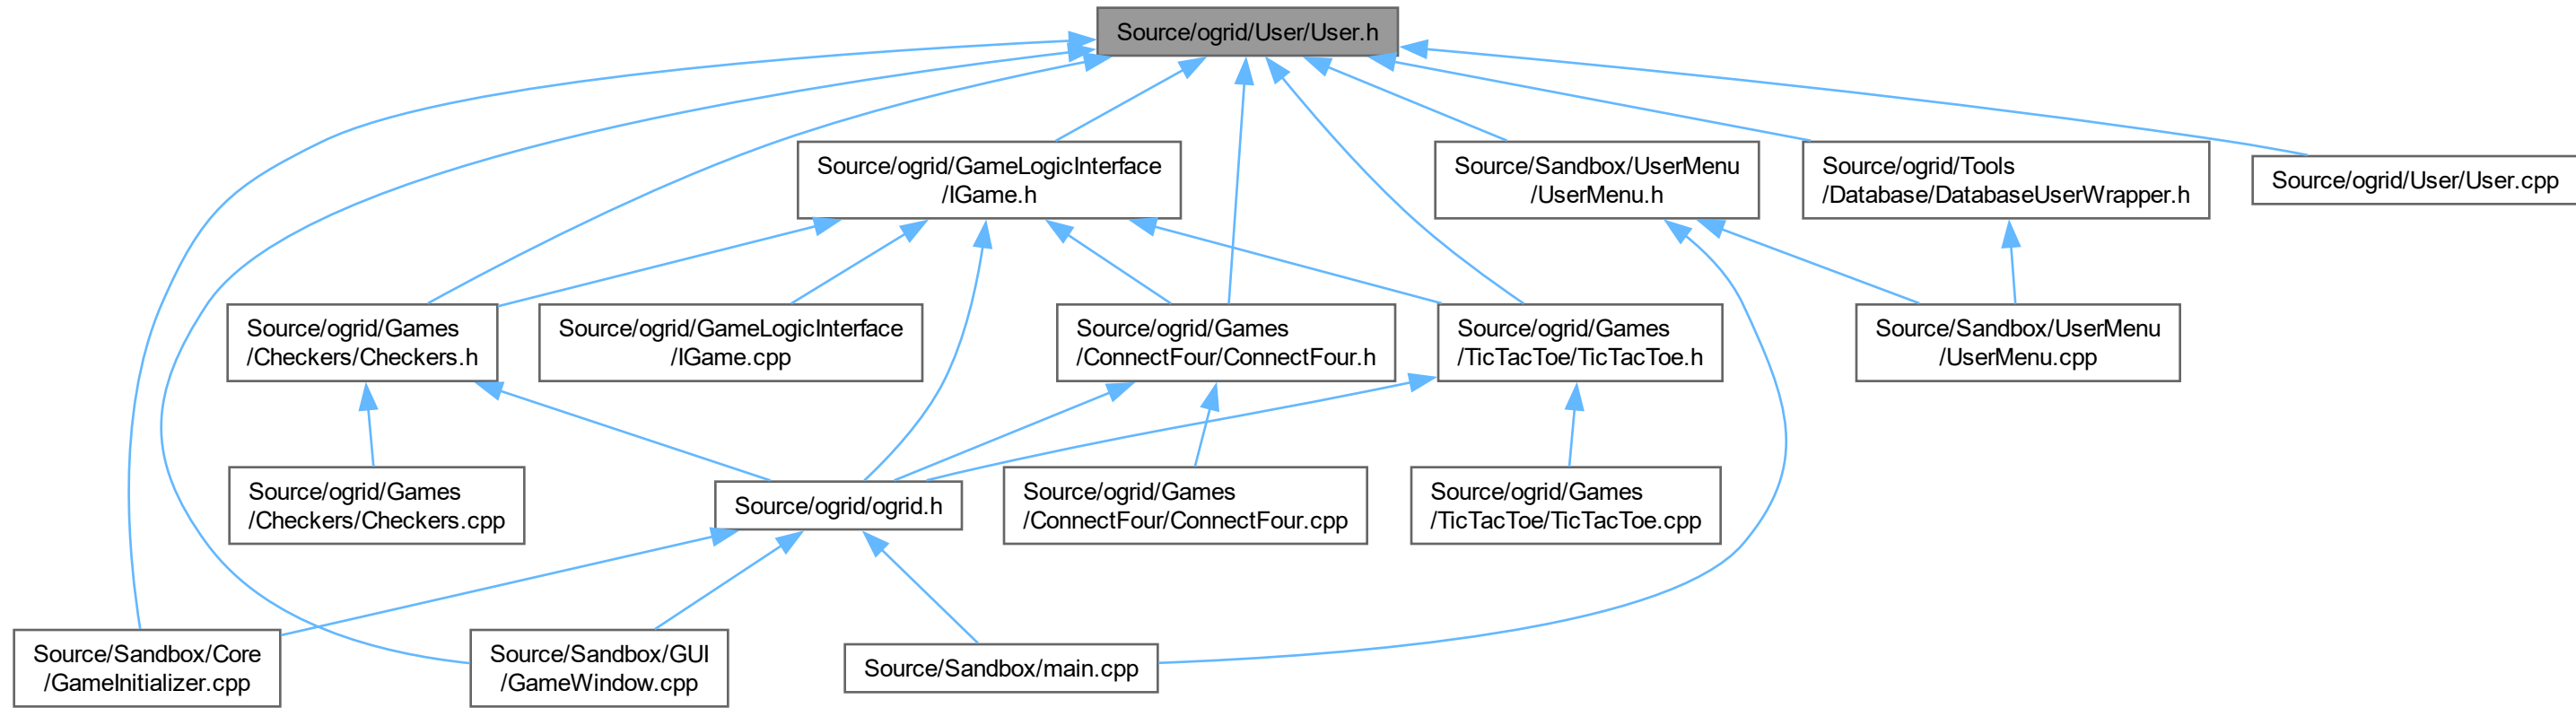 Source/ogrid/User/User.h
Source/ogrid/GameLogicInterface
/IGame.h
Source/Sandbox/UserMenu
/UserMenu.h
Source/ogrid/Tools
/Database/DatabaseUserWrapper.h
Source/ogrid/User/User.cpp
Source/ogrid/Games
/Checkers/Checkers.h
Source/ogrid/GameLogicInterface
/IGame.cpp
Source/ogrid/Games
/ConnectFour/ConnectFour.h
Source/ogrid/Games
/TicTacToe/TicTacToe.h
Source/Sandbox/UserMenu
/UserMenu.cpp
Source/ogrid/Games
/Checkers/Checkers.cpp
Source/ogrid/ogrid.h
Source/ogrid/Games
/ConnectFour/ConnectFour.cpp
Source/ogrid/Games
/TicTacToe/TicTacToe.cpp
Source/Sandbox/Core
/GameInitializer.cpp
Source/Sandbox/GUI
/GameWindow.cpp
Source/Sandbox/main.cpp